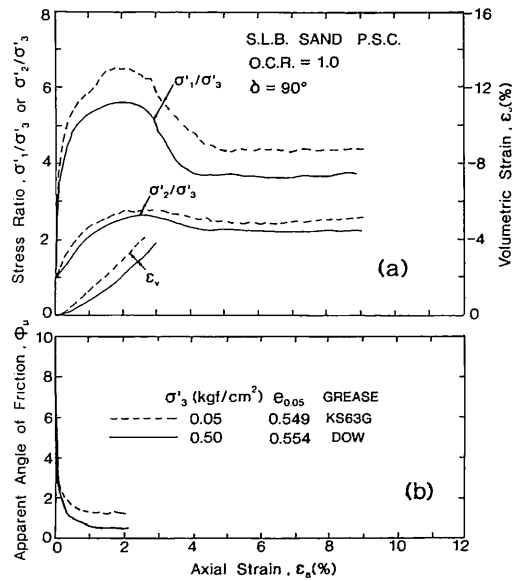 S.L.B. SAND P.S.C.
O.C.R. = 1.0
δ = 90°
Stress Ratio, σ'₁/σ'₃ or σ'₂/σ'₃
8
6
4
2
0
Volumetric Strain, εᵥ(%)
-16
-12
-8
-4
0
σ'₁/σ'₃
σ'₂/σ'₃
εᵥ
(a)
Apparent Angle of Friction, Φμ
10
8
6
4
2
0
σ'₃ (kgf/cm²) e₀.₀₅ GREASE
0.05 0.549 KS63G
0.50 0.554 DOW
(b)
0 2 4 6 8 10 12
Axial Strain, εₐ(%)